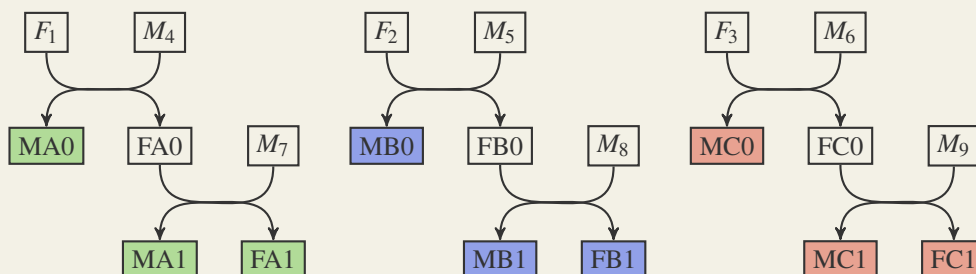 F₁ M₄ F₂ M₅ F₃ M₆
MA0 FA0 M₇ MB0 FB0 M₈ MC0 FC0 M₉
MA1 FA1 MB1 FB1 MC1 FC1